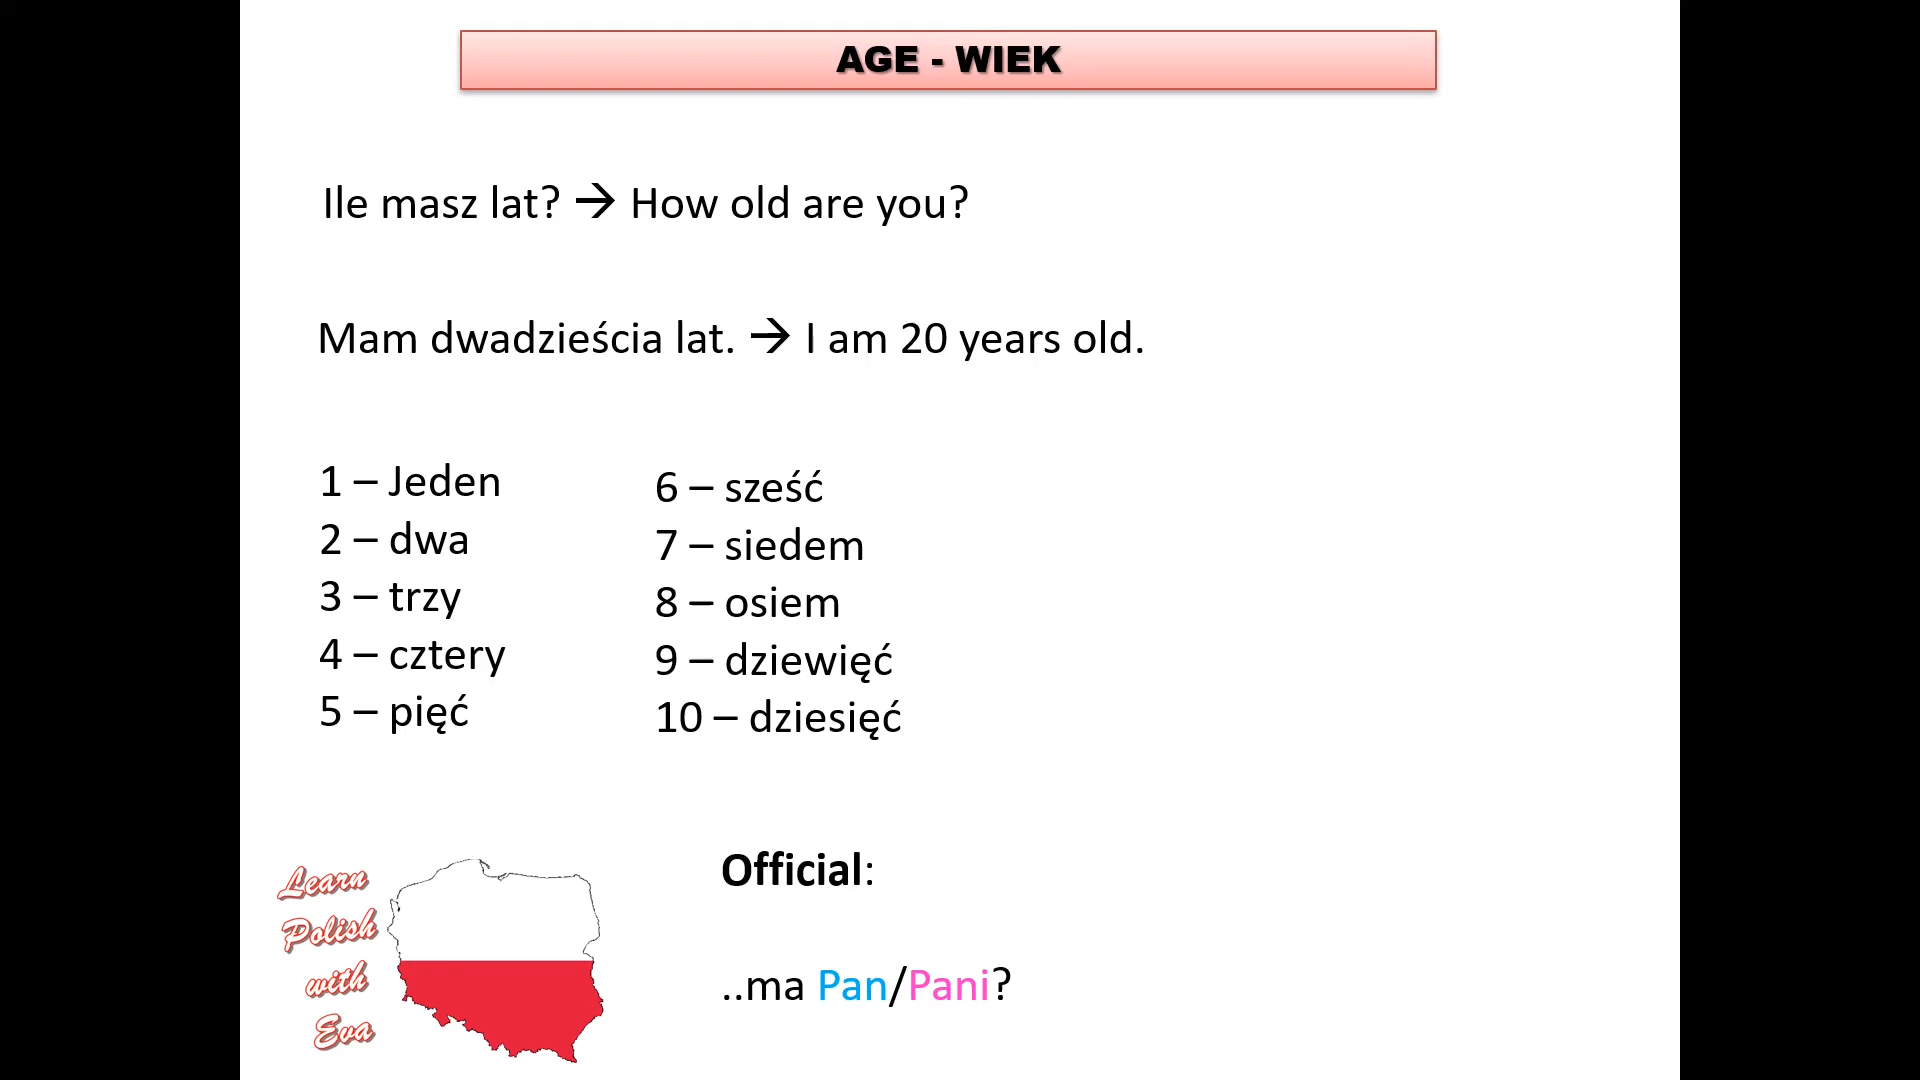 AGE - WIEK
Ile masz lat? → How old are you?
Mam dwadzieścia lat. → I am 20 years old.
1 – Jeden
2 – dwa
3 – trzy
4 – cztery
5 – pięć
6 – sześć
7 – siedem
8 – osiem
9 – dziewięć
10 – dziesięć
Official:
..ma Pan/Pani?
Learn
Polish
with
Eva